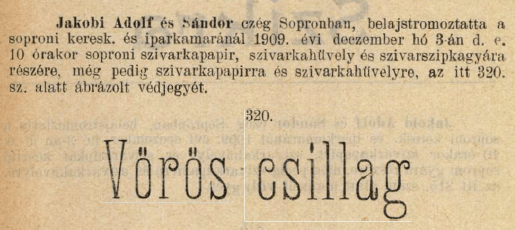 Jakobi Adolf és Sándor czég Sopronban, belajstromoztatta a
soproni keresk. és iparkamaránál 1909. évi deczember hó 3-án d. e.
10 órakor soproni szivarkapapir, szivarkahüvely és szivarszipkagyára
részére, még pedig szivarkapapirra és szivarkahüvelyre, az itt 320.
sz. alatt ábrázolt védjegyét.
320.
Vörös csillag